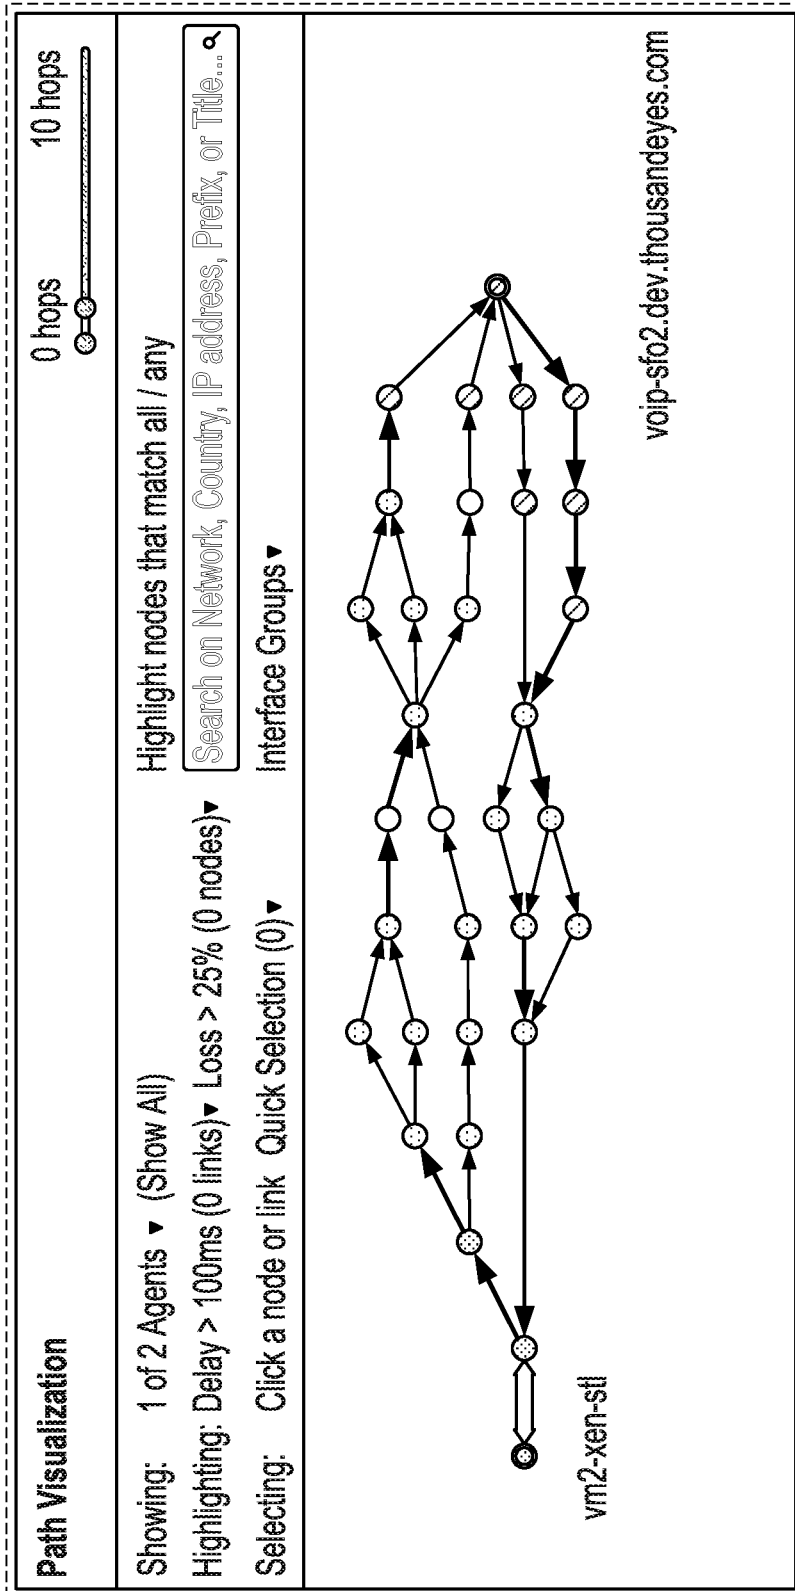 Path Visualization
0 hops 10 hops
Showing: 1 of 2 Agents ▾ (Show All) Highlight nodes that match all / any
Highlighting: Delay > 100ms (0 links)▾ Loss > 25% (0 nodes)▾ Search on Network, Country, IP address, Prefix, or Title...
Selecting: Click a node or link Quick Selection (0)▾ Interface Groups▾
vm2-xen-stl
voip-sfo2.dev.thousandeyes.com